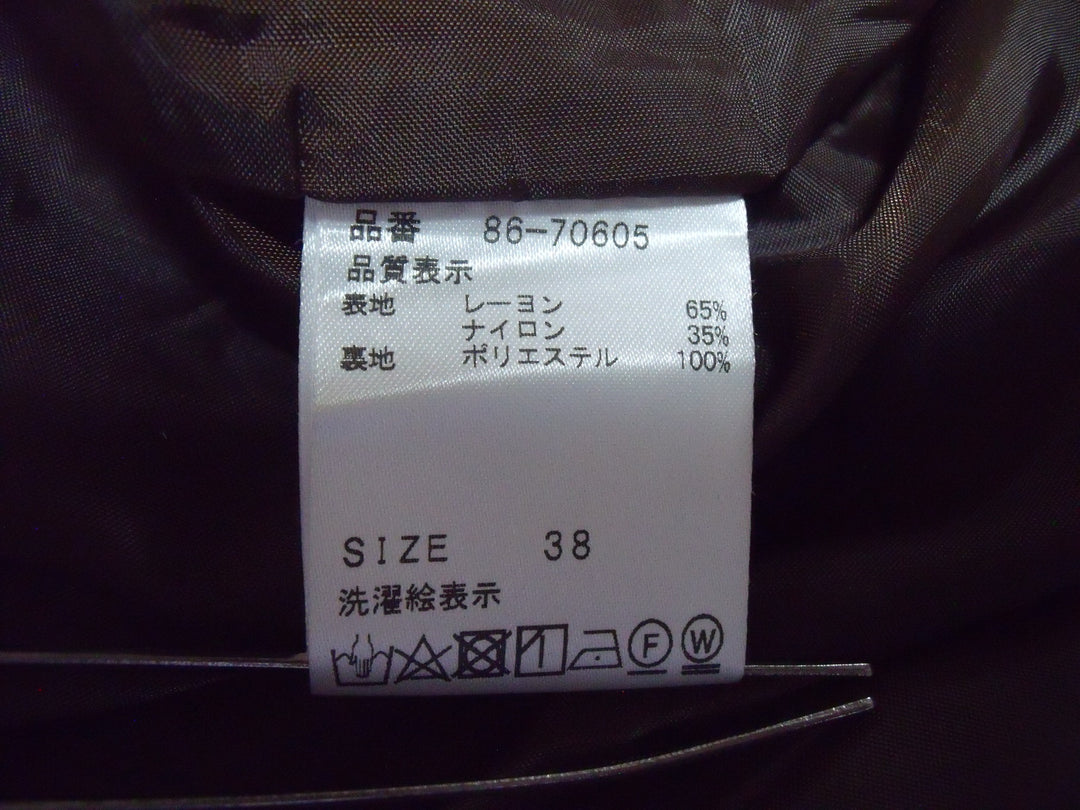 品番 86-70605
品質表示
表地 レーヨン 65%
ナイロン 35%
裏地 ポリエステル 100%
SIZE 38
洗濯絵表示
F W